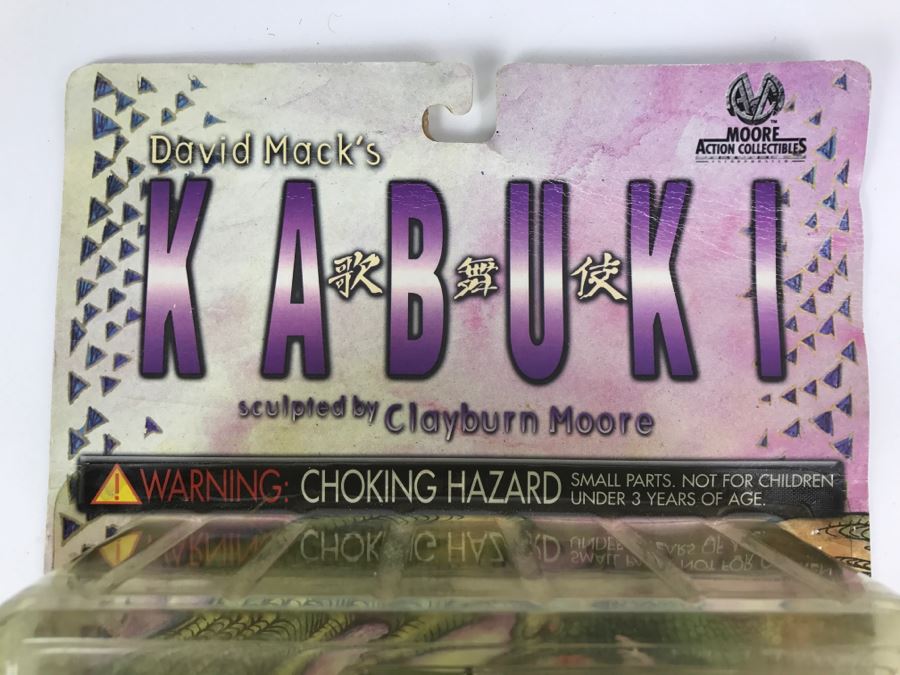 David Mack's
MOORE
ACTION COLLECTIBLES
KABUKI
歌舞伎
sculpted by Clayburn Moore
WARNING: CHOKING HAZARD SMALL PARTS. NOT FOR CHILDREN
UNDER 3 YEARS OF AGE.